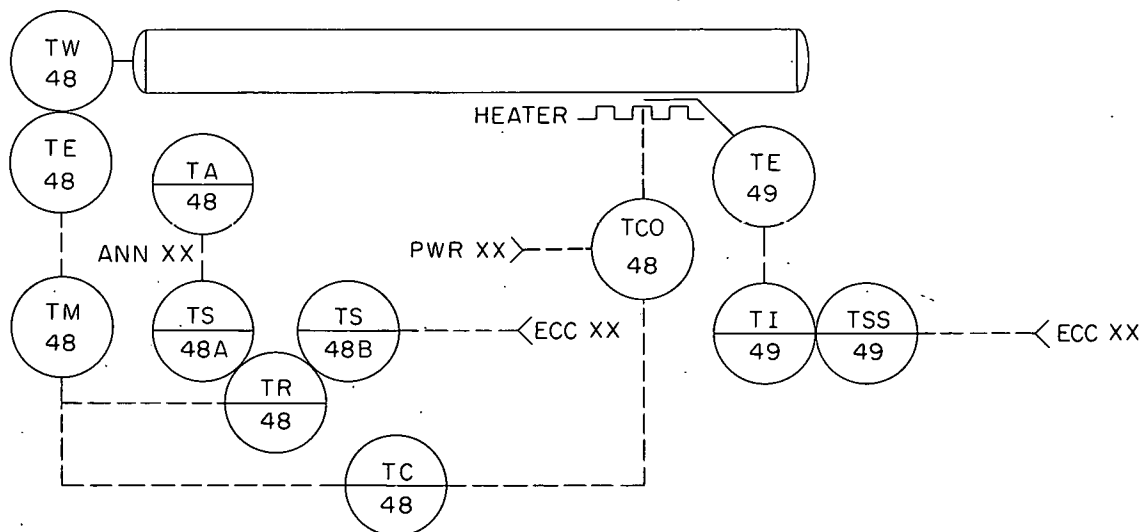 TW
48
HEATER
TE
48
TA
48
TE
49
ANN XX
PWR XX
TCO
48
TM
48
TS
48A
TS
48B
ECC XX
TI
49
TSS
49
ECC XX
TR
48
TC
48